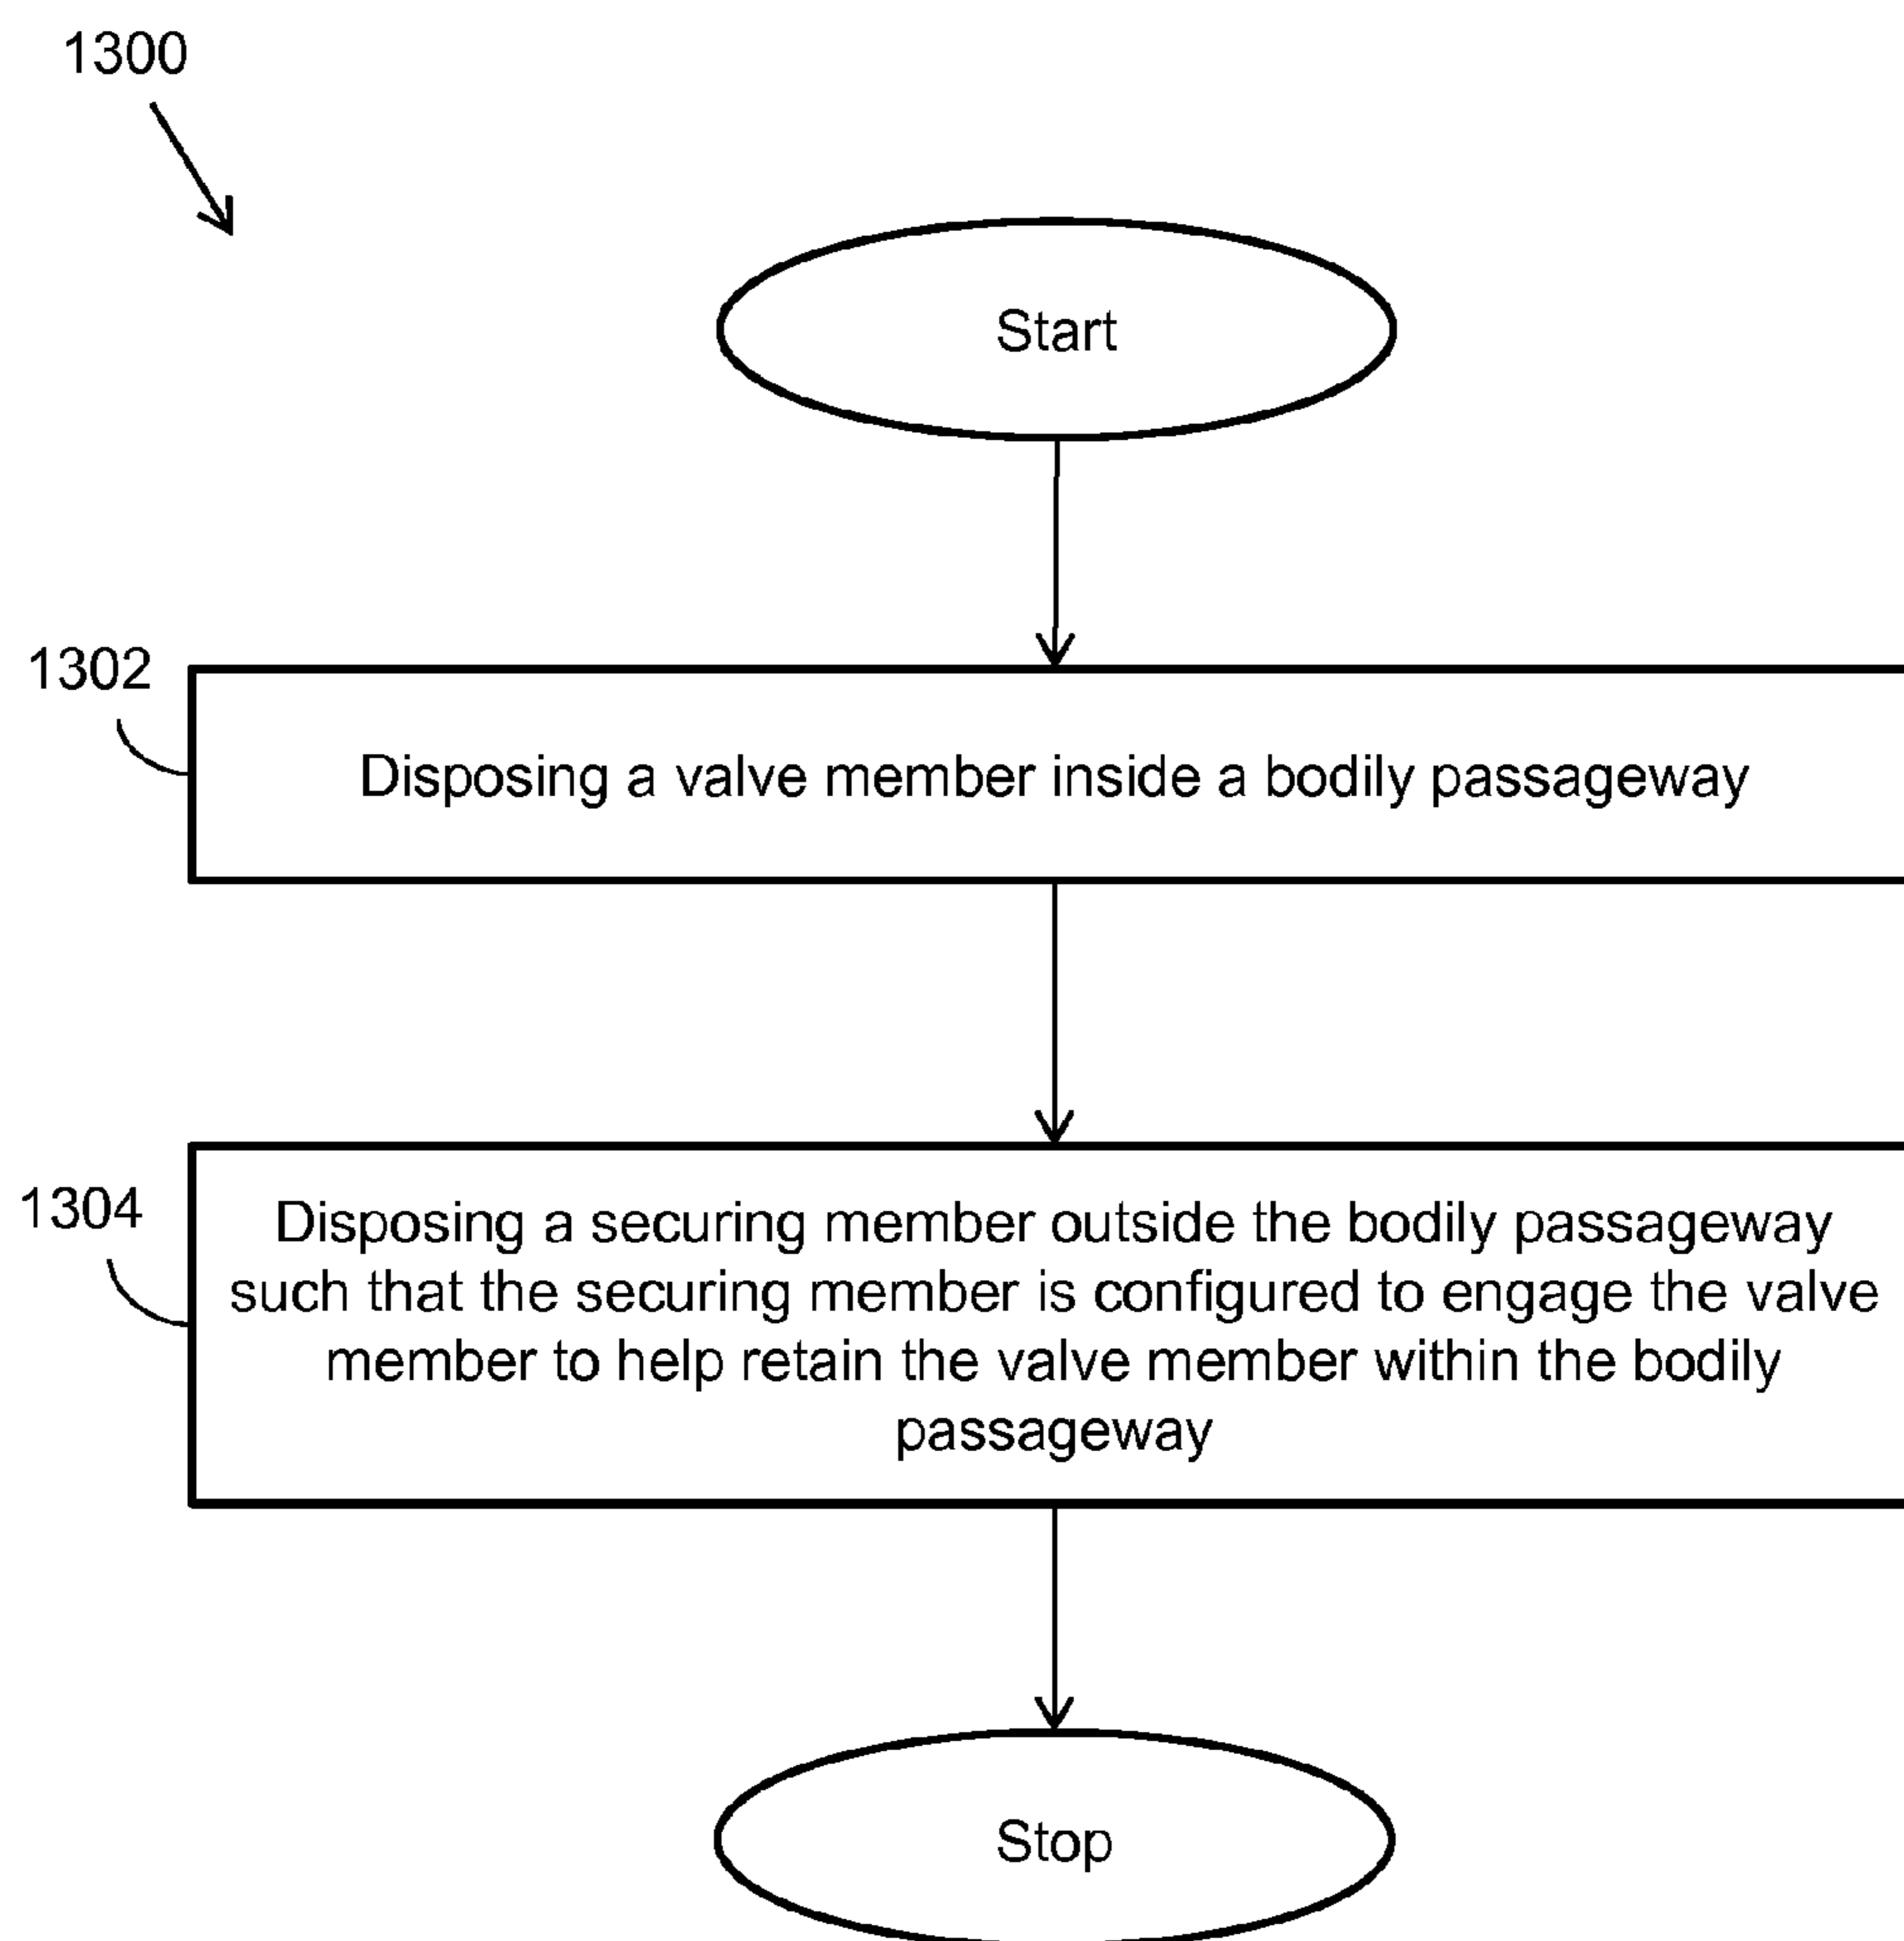 1300
Start
1302
Disposing a valve member inside a bodily passageway
1304
Disposing a securing member outside the bodily passageway
such that the securing member is configured to engage the valve
member to help retain the valve member within the bodily
passageway
Stop